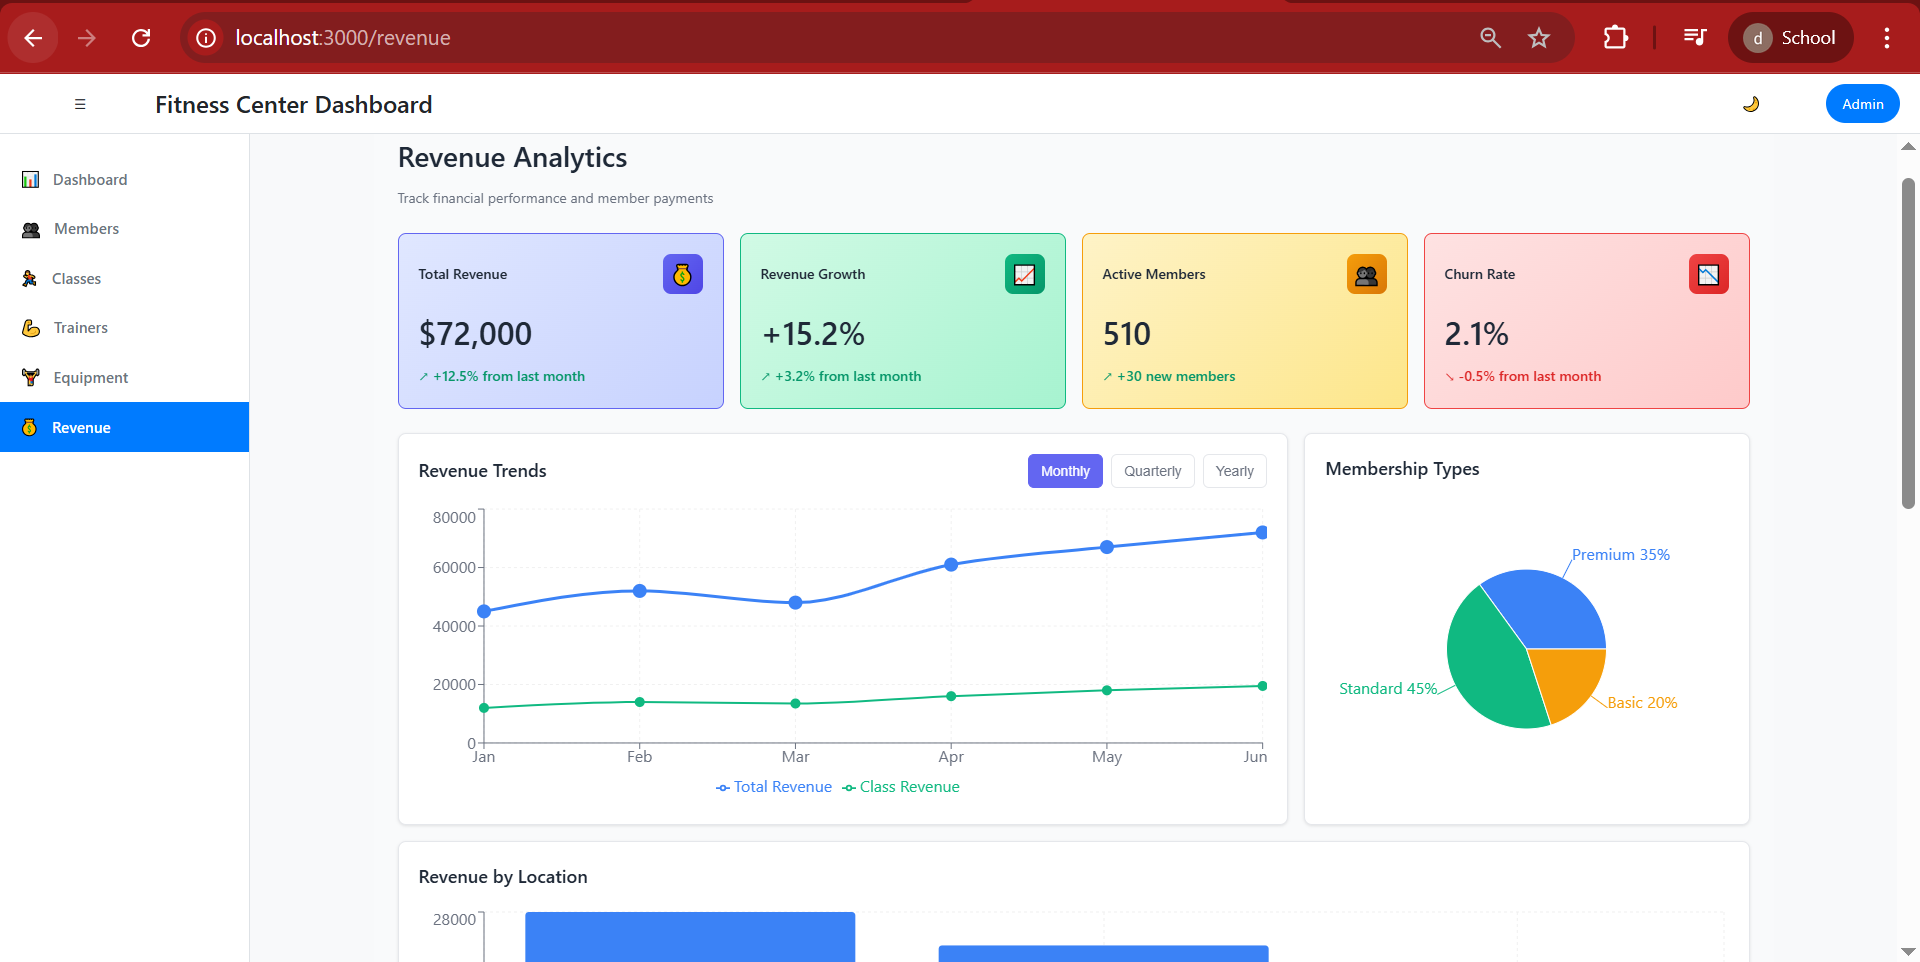 localhost:3000/revenue
d School
☰ Fitness Center Dashboard
Admin
Dashboard
Members
Classes
Trainers
Equipment
Revenue
Revenue Analytics
Track financial performance and member payments
Total Revenue
$72,000
↗ +12.5% from last month
Revenue Growth
+15.2%
↗ +3.2% from last month
Active Members
510
↗ +30 new members
Churn Rate
2.1%
↘ -0.5% from last month
Revenue Trends
Monthly Quarterly Yearly
80000
60000
40000
20000
0
Jan Feb Mar Apr May Jun
Total Revenue Class Revenue
Membership Types
Premium 35%
Standard 45%
Basic 20%
Revenue by Location
28000